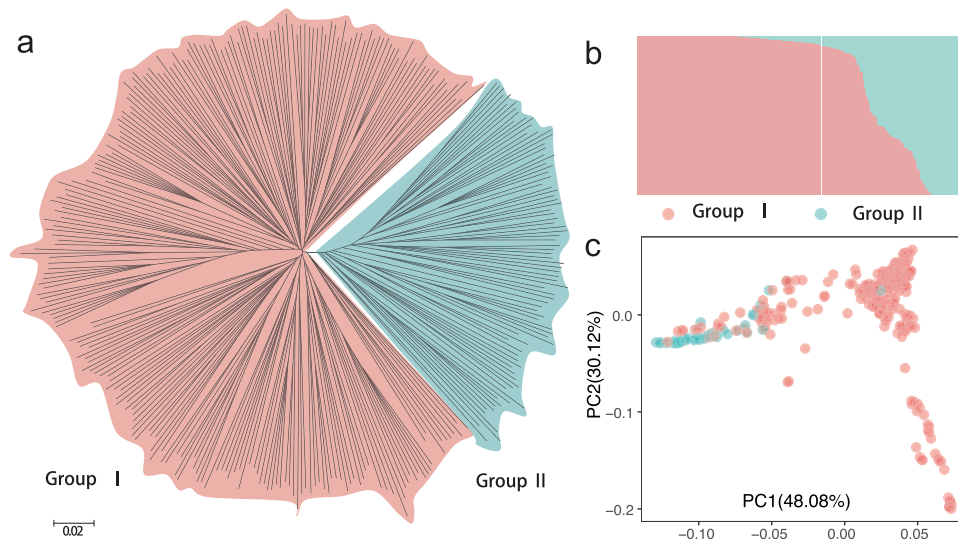 a
Group I
Group II
0.02
b
Group I
Group II
c
PC2(30.12%)
0.0
−0.1
−0.2
PC1(48.08%)
−0.10
−0.05
0.00
0.05